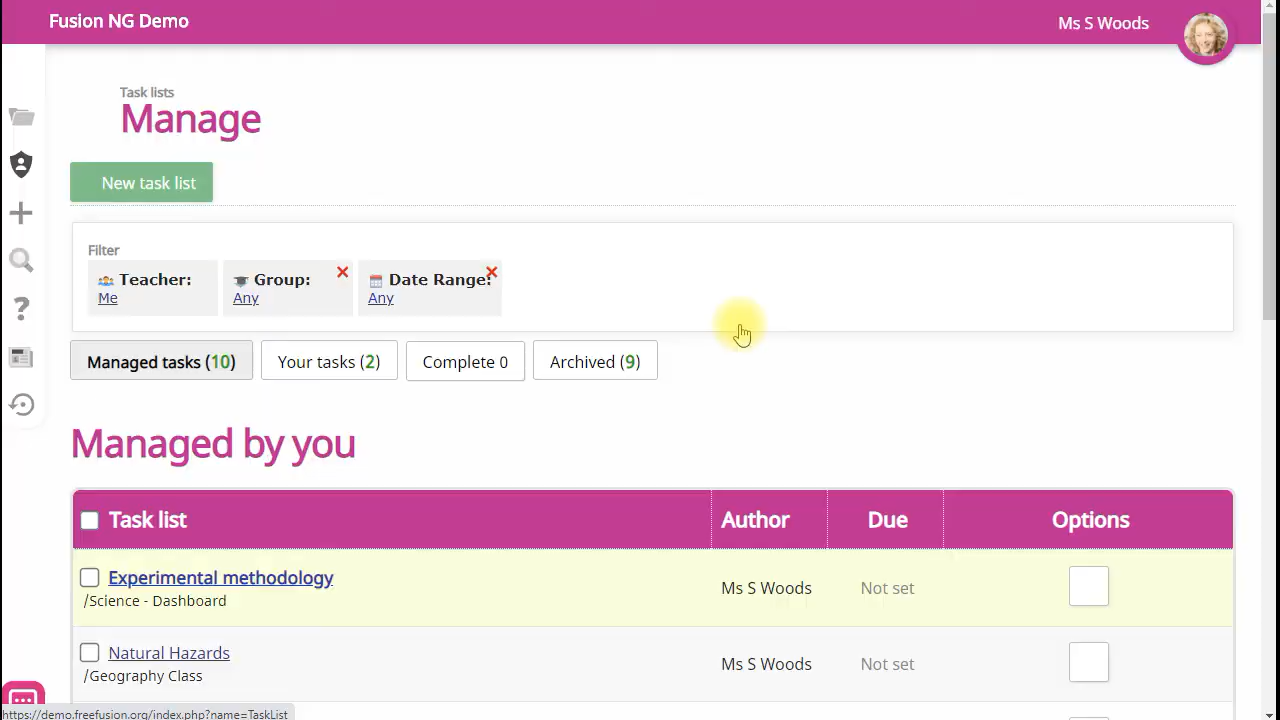 Fusion NG Demo
Ms S Woods
Task lists
Manage
New task list
Filter
Teacher:
Me
Group:
Any
Date Range:
Any
Managed tasks (10)
Your tasks (2)
Complete 0
Archived (9)
Managed by you
Task list Author Due Options
Experimental methodology
/Science - Dashboard
Ms S Woods Not set
Natural Hazards
/Geography Class
Ms S Woods Not set
https://demo.freefusion.org/index.php?name=TaskList